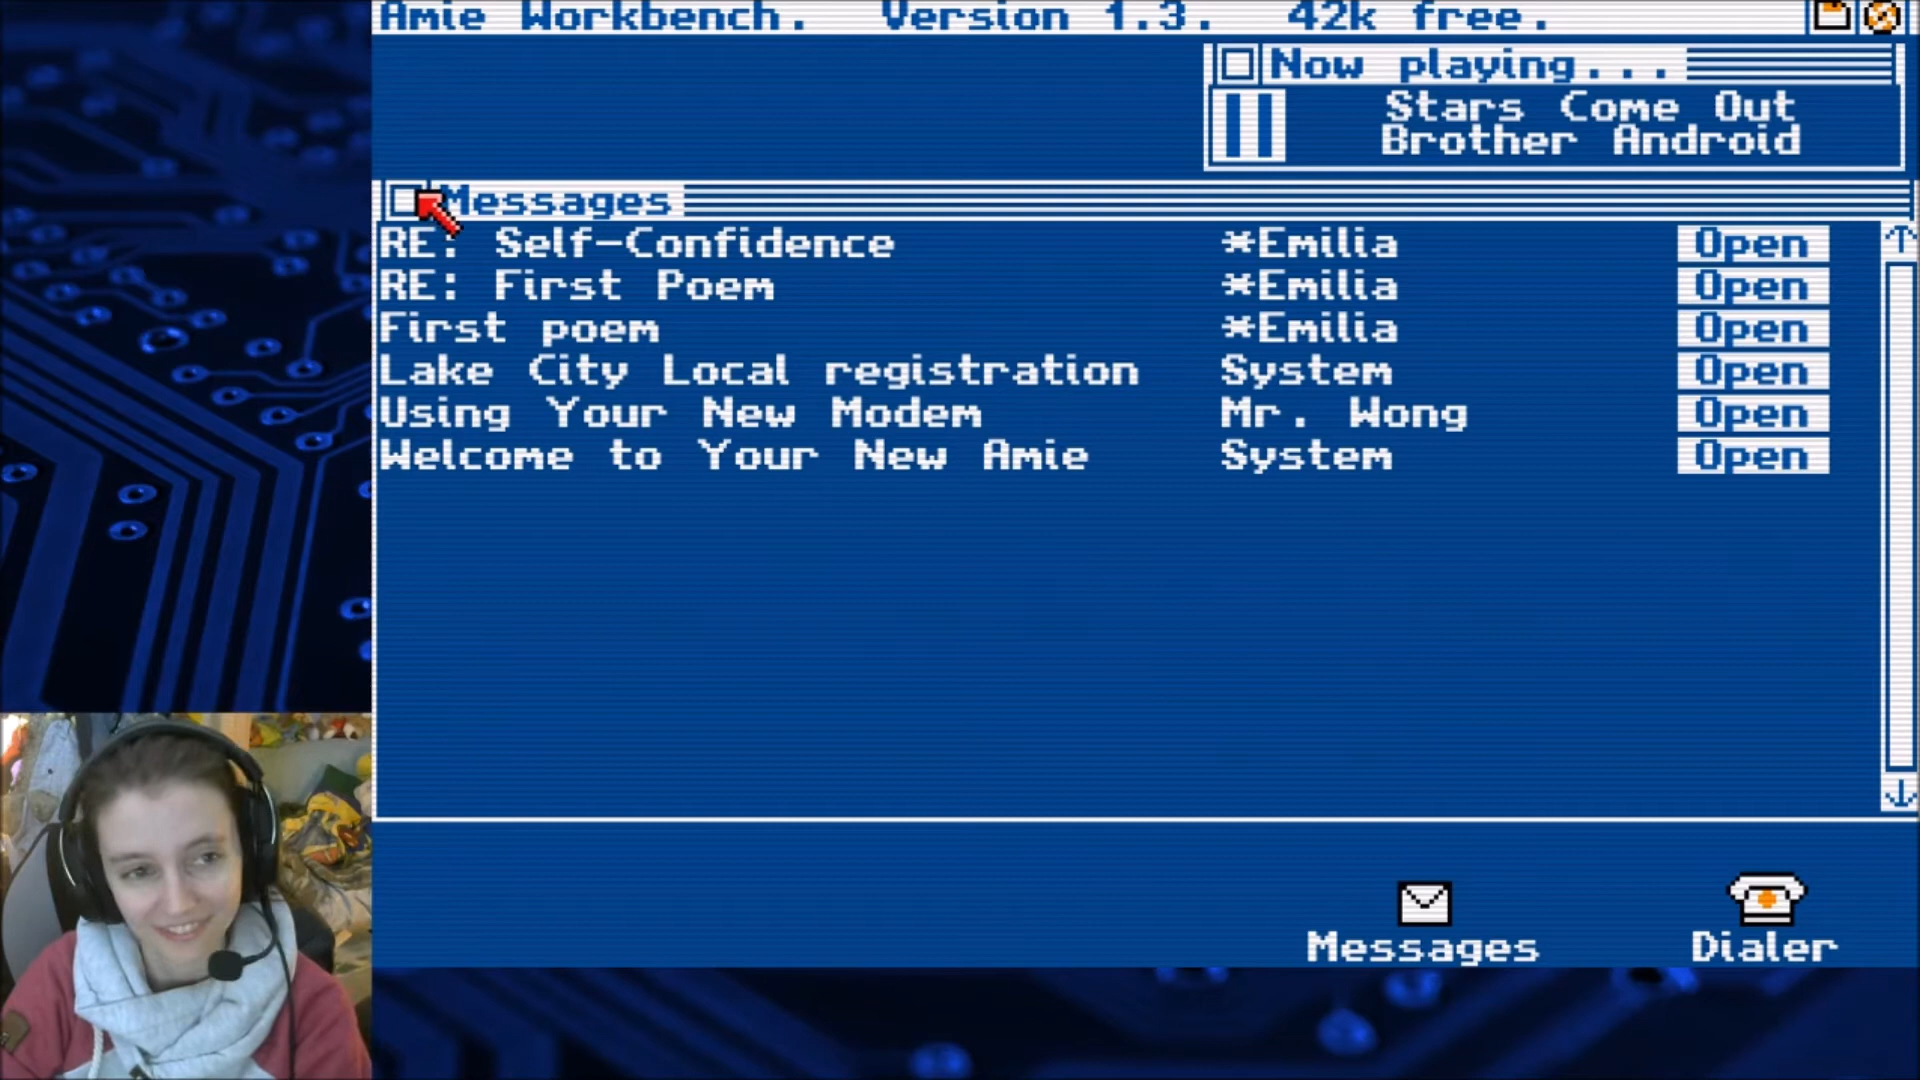 Amie Workbench. Version 1.3. 42k free.
Now playing...
Stars Come Out
Brother Android
Messages
RE: Self-Confidence *Emilia Open
RE: First Poem *Emilia Open
First poem *Emilia Open
Lake City Local registration System Open
Using Your New Modem Mr. Wong Open
Welcome to Your New Amie System Open
Messages Dialer